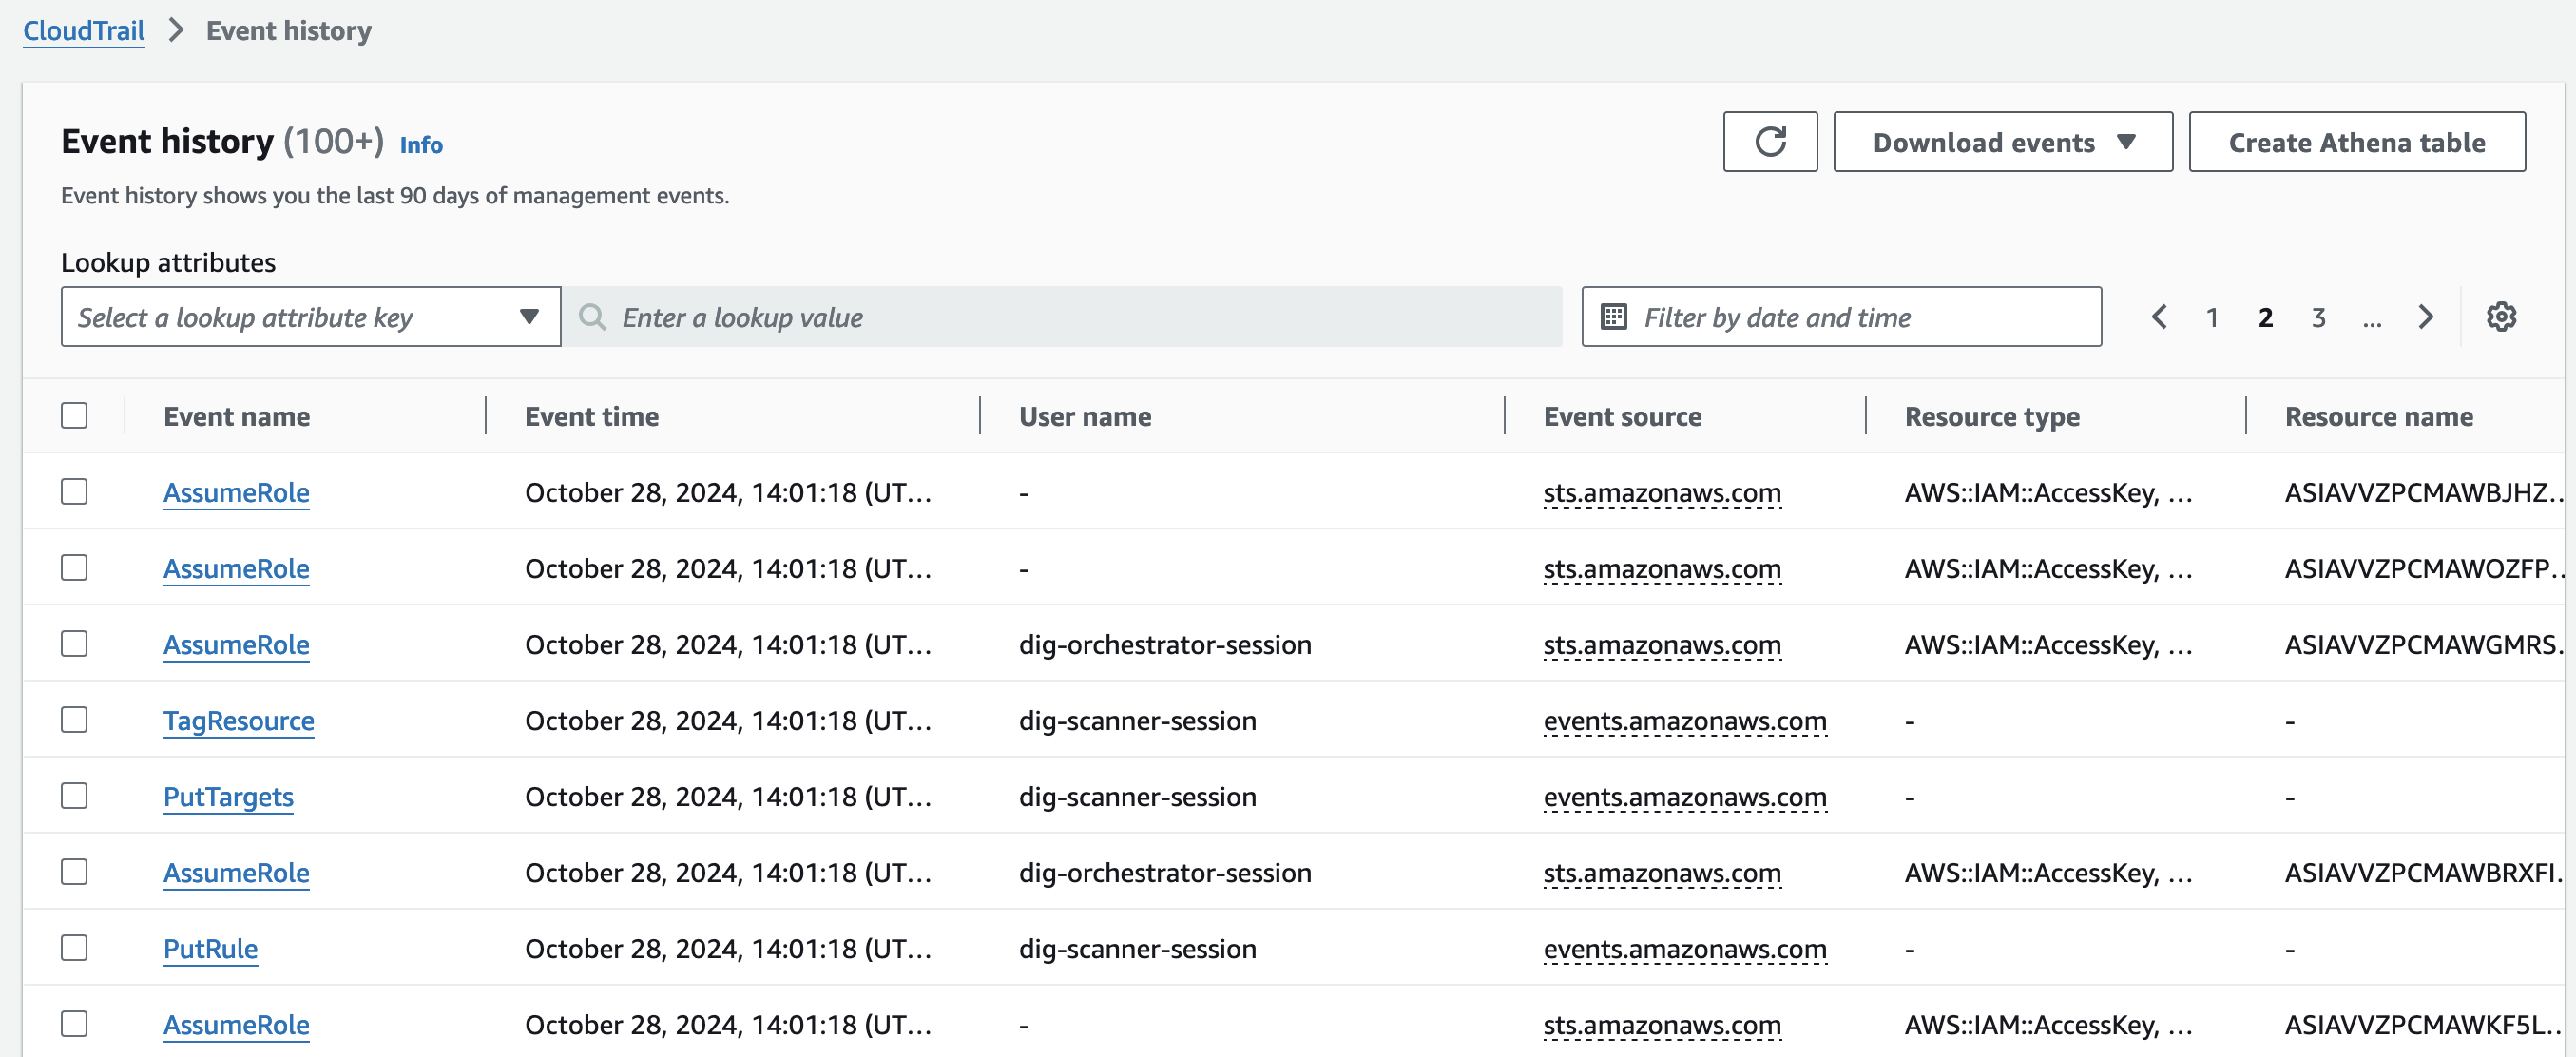 CloudTrail > Event history
Event history (100+) Info
Download events
Create Athena table
Event history shows you the last 90 days of management events.
Lookup attributes
Select a lookup attribute key
Enter a lookup value
Filter by date and time
1 2 3 ...
Event name Event time User name Event source Resource type Resource name
AssumeRole October 28, 2024, 14:01:18 (UT... - sts.amazonaws.com AWS::IAM::AccessKey, ... ASIAVVZPCMAWBJHZ...
AssumeRole October 28, 2024, 14:01:18 (UT... - sts.amazonaws.com AWS::IAM::AccessKey, ... ASIAVVZPCMAWOZFP...
AssumeRole October 28, 2024, 14:01:18 (UT... dig-orchestrator-session sts.amazonaws.com AWS::IAM::AccessKey, ... ASIAVVZPCMAWGMRS...
TagResource October 28, 2024, 14:01:18 (UT... dig-scanner-session events.amazonaws.com - -
PutTargets October 28, 2024, 14:01:18 (UT... dig-scanner-session events.amazonaws.com - -
AssumeRole October 28, 2024, 14:01:18 (UT... dig-orchestrator-session sts.amazonaws.com AWS::IAM::AccessKey, ... ASIAVVZPCMAWBRXFI...
PutRule October 28, 2024, 14:01:18 (UT... dig-scanner-session events.amazonaws.com - -
AssumeRole October 28, 2024, 14:01:18 (UT... - sts.amazonaws.com AWS::IAM::AccessKey, ... ASIAVVZPCMAWKF5L...